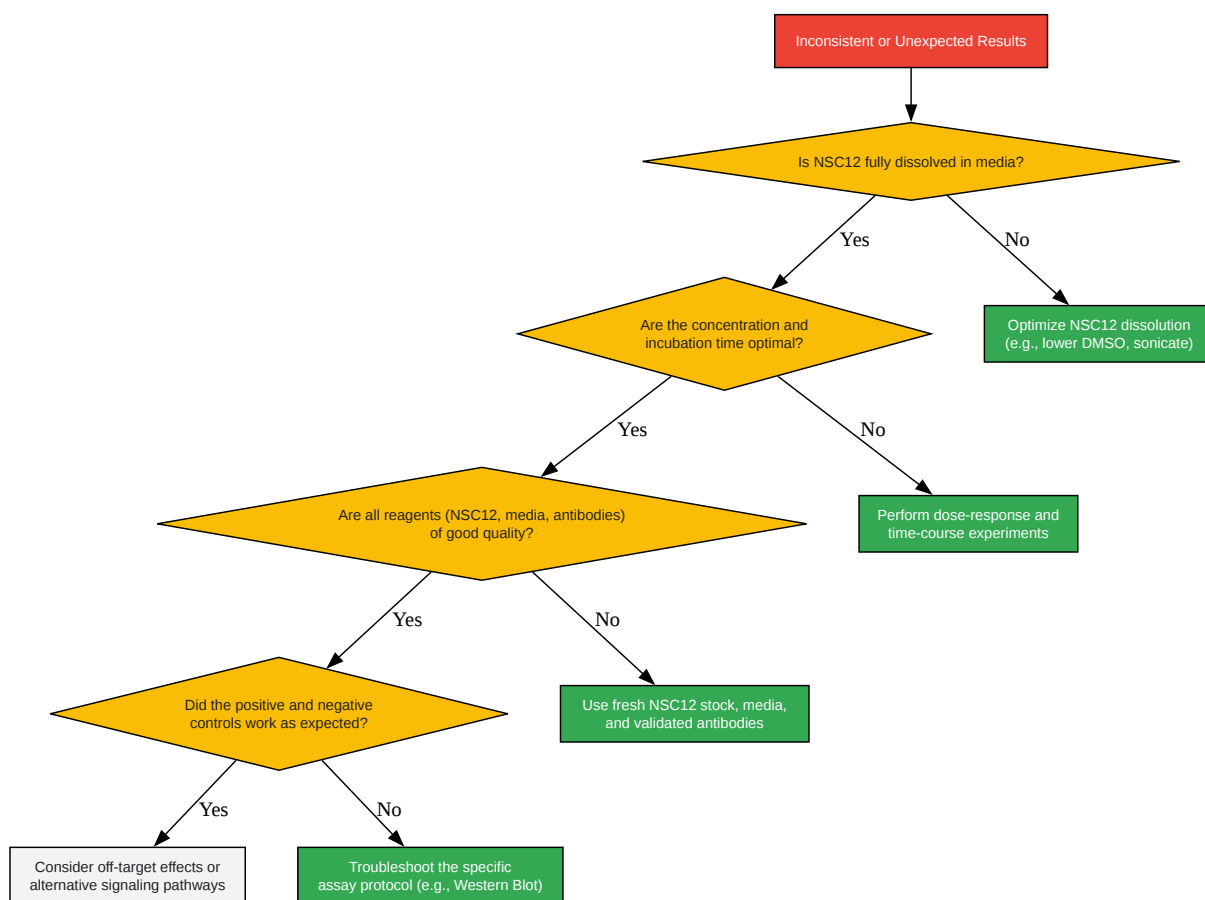 Inconsistent or Unexpected Results
Is NSC12 fully dissolved in media?
Yes
No
Are the concentration and
incubation time optimal?
Optimize NSC12 dissolution
(e.g., lower DMSO, sonicate)
Yes
No
Are all reagents (NSC12, media, antibodies)
of good quality?
Perform dose-response and
time-course experiments
Yes
No
Did the positive and negative
controls work as expected?
Use fresh NSC12 stock, media,
and validated antibodies
Yes
No
Consider off-target effects or
alternative signaling pathways
Troubleshoot the specific
assay protocol (e.g., Western Blot)